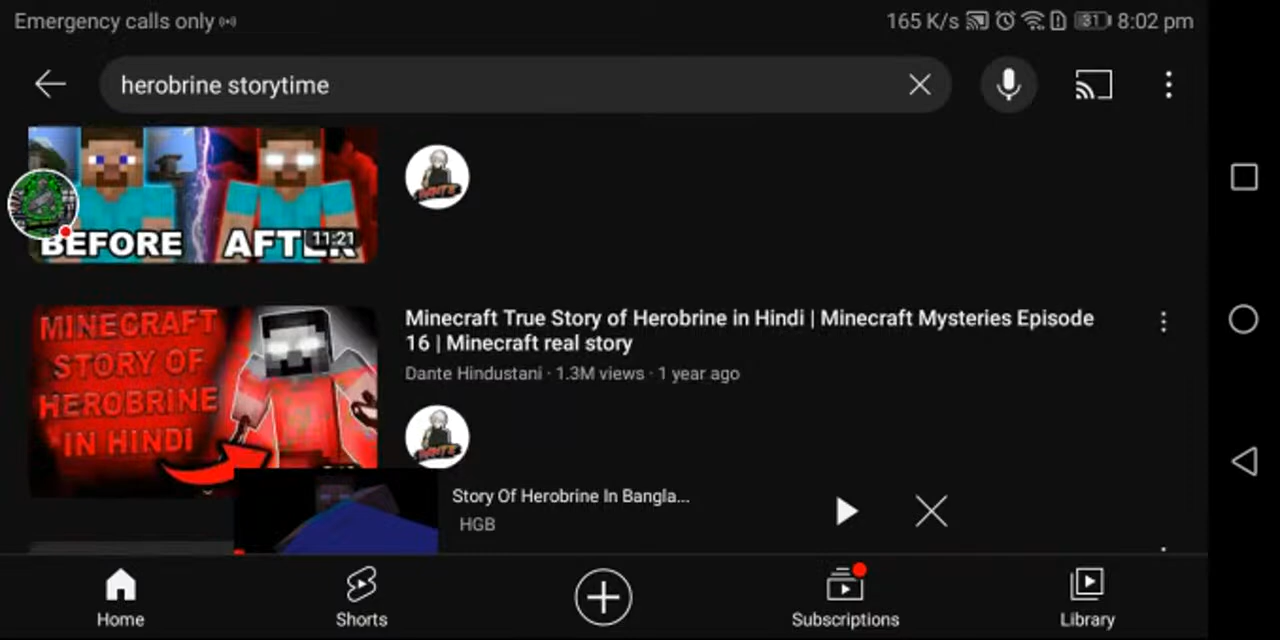 Emergency calls only
165 K/s 31 8:02 pm
herobrine storytime
BEFORE AFTER
11:21
MINECRAFT
STORY OF
HEROBRINE
IN HINDI
Minecraft True Story of Herobrine in Hindi | Minecraft Mysteries Episode
16 | Minecraft real story
Dante Hindustani · 1.3M views · 1 year ago
Story Of Herobrine In Bangla...
HGB
Home
Shorts
Subscriptions
Library